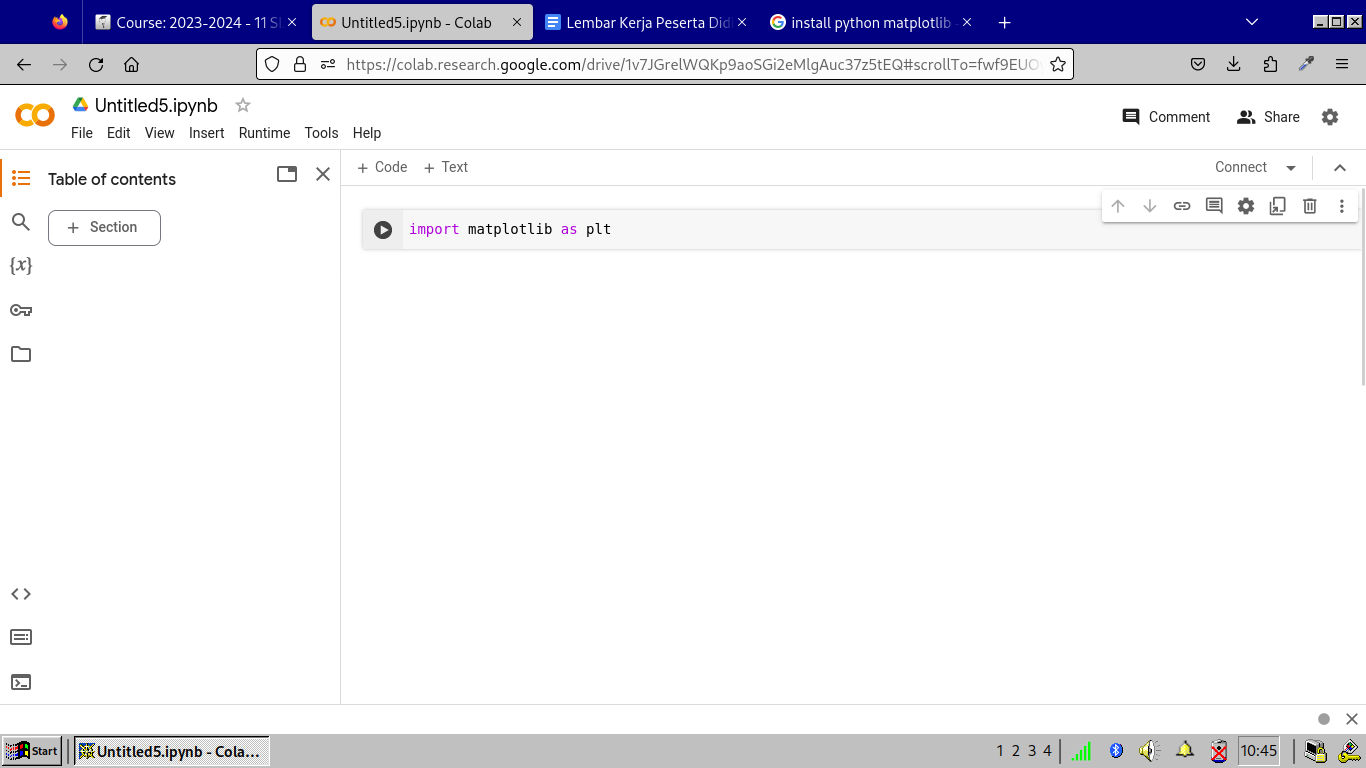 Course: 2023-2024 - 11 S
Untitled5.ipynb - Colab
Lembar Kerja Peserta Did
install python matplotlib -
https://colab.research.google.com/drive/1v7JGrelWQKp9aoSGi2eMlgAuc37z5tEQ#scrollTo=fwf9EUO
Untitled5.ipynb
Comment
Share
File Edit View Insert Runtime Tools Help
Table of contents
+ Code + Text
Connect
+ Section
import matplotlib as plt
{x}
Start
Untitled5.ipynb - Cola...
1 2 3 4
10:45